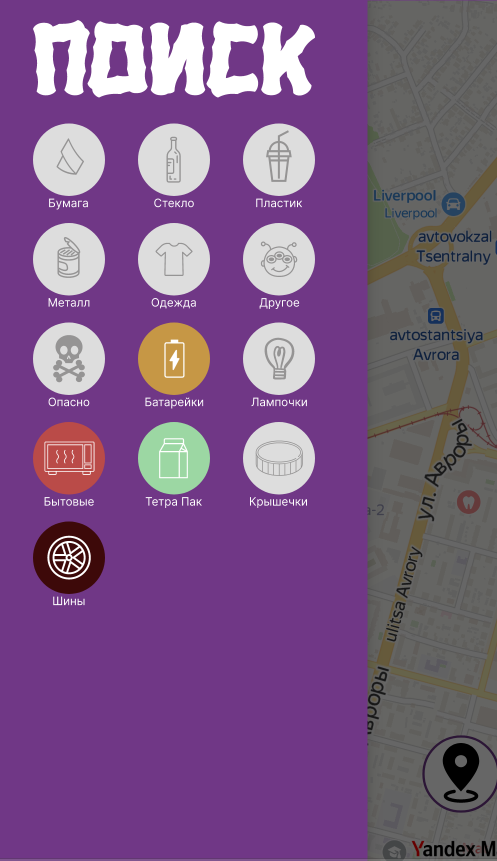 ПОИСК
Бумага
Стекло
Пластик
Металл
Одежда
Другое
Опасно
Батарейки
Лампочки
Бытовые
Тетра Пак
Крышечки
Шины
Liverpool
Liverpool
avtovokzal
Tsentralny
avtostantsiya
Avrora
ул. Авроры
а-2
ulitsa Avrory
Авроры
Yandex M